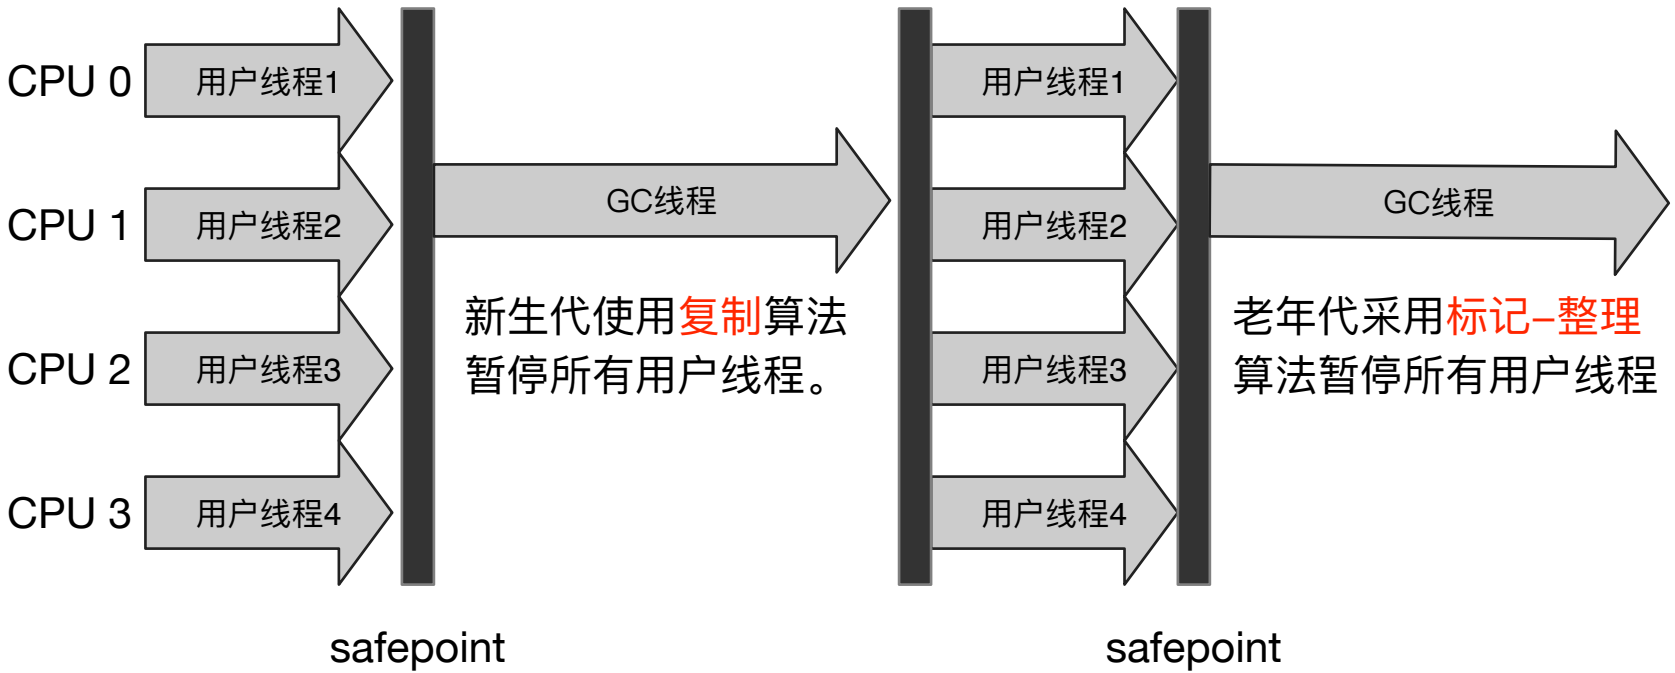 CPU 0 用户线程1 用户线程1
GC线程 GC线程
CPU 1 用户线程2 用户线程2
新生代使用复制算法
暂停所有用户线程。
老年代采用标记–整理
算法暂停所有用户线程
CPU 2 用户线程3 用户线程3
CPU 3 用户线程4 用户线程4
safepoint safepoint